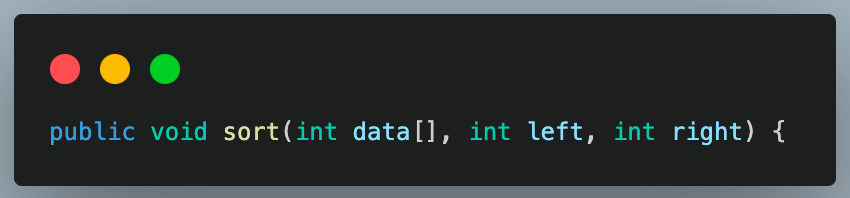 public void sort(int data[], int left, int right) {